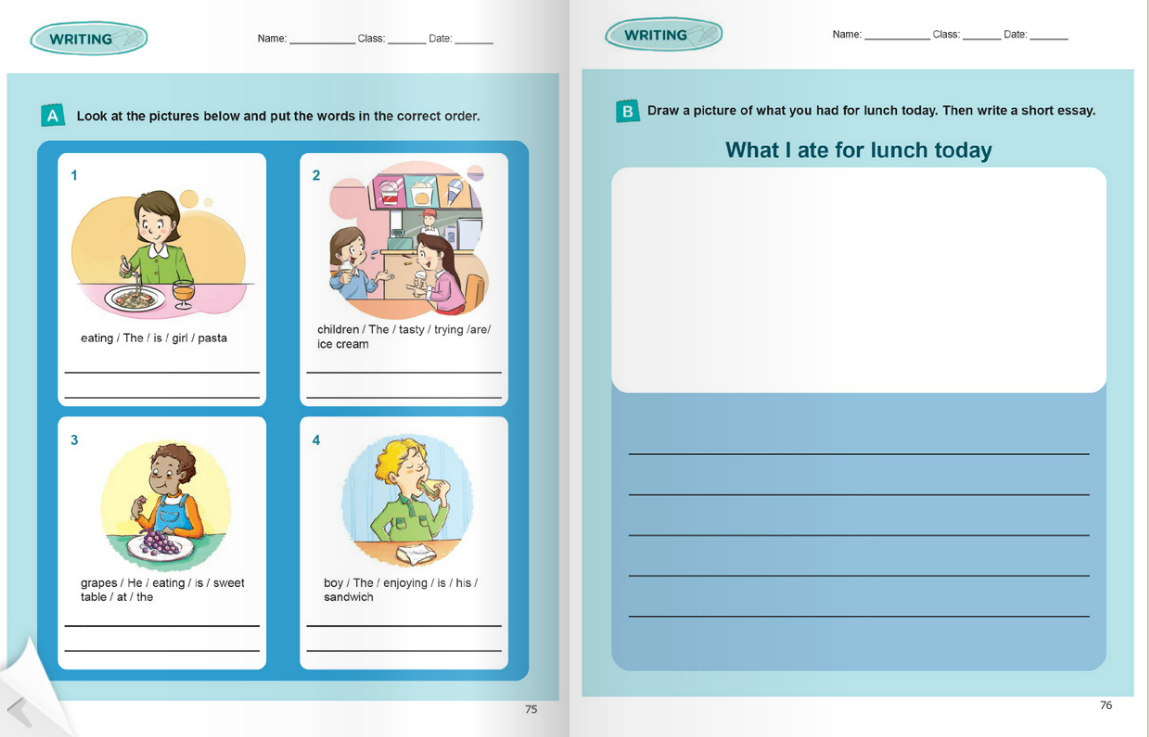 WRITING
Name: ___________ Class: ______ Date: ______
A Look at the pictures below and put the words in the correct order.
1
eating / The / is / girl / pasta
2
children / The / tasty / trying /are/
ice cream
3
grapes / He / eating / is / sweet
table / at / the
4
boy / The / enjoying / is / his /
sandwich
75
WRITING
Name: ___________ Class: ______ Date: ______
B Draw a picture of what you had for lunch today. Then write a short essay.
What I ate for lunch today
76